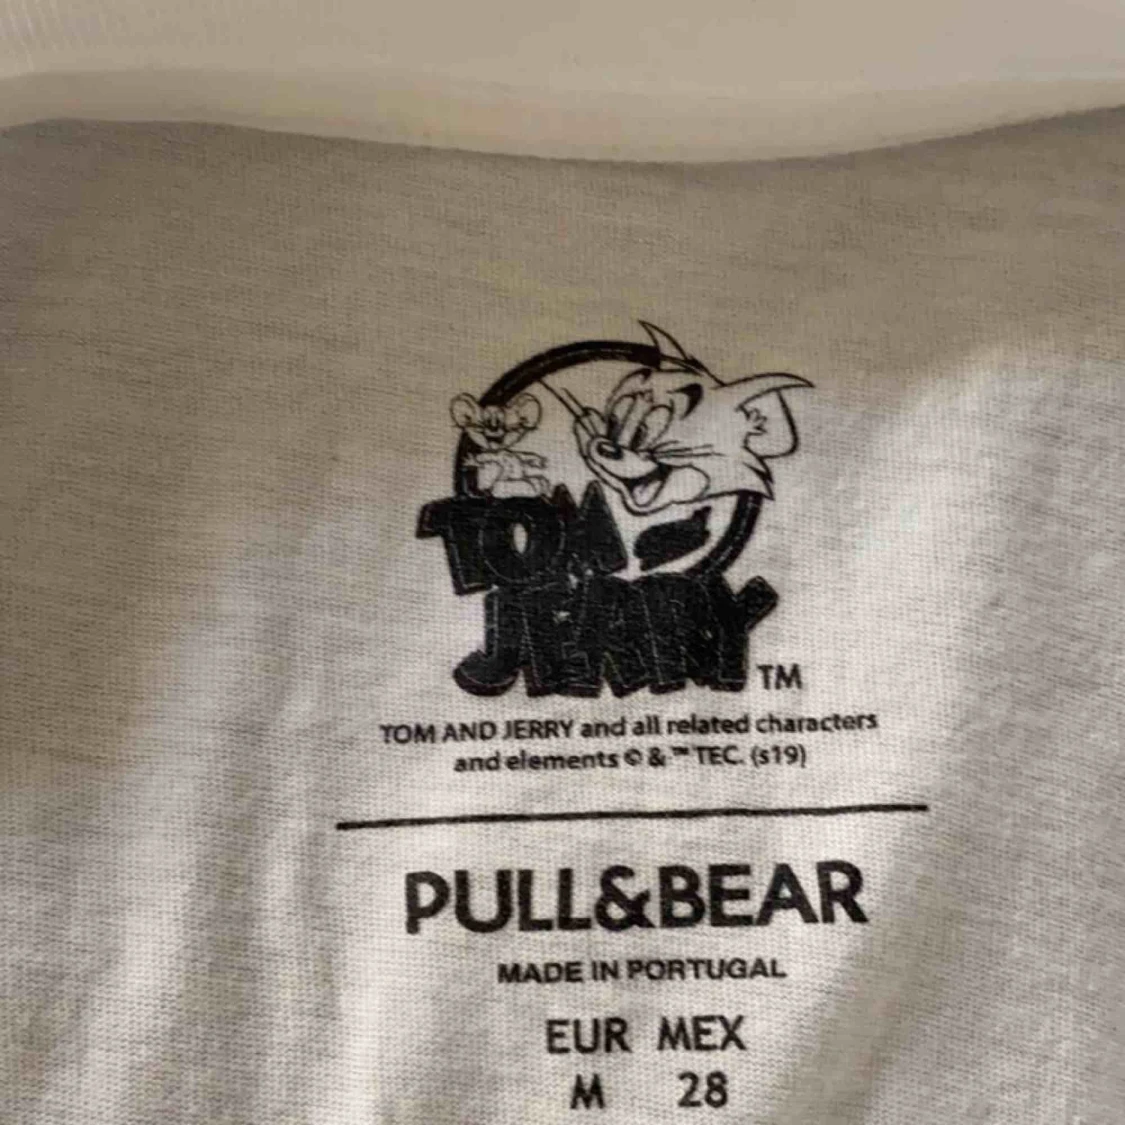 TOM AND JERRY TM
TOM AND JERRY and all related characters
and elements © & ™ TEC. (s19)
PULL&BEAR
MADE IN PORTUGAL
EUR MEX
M 28